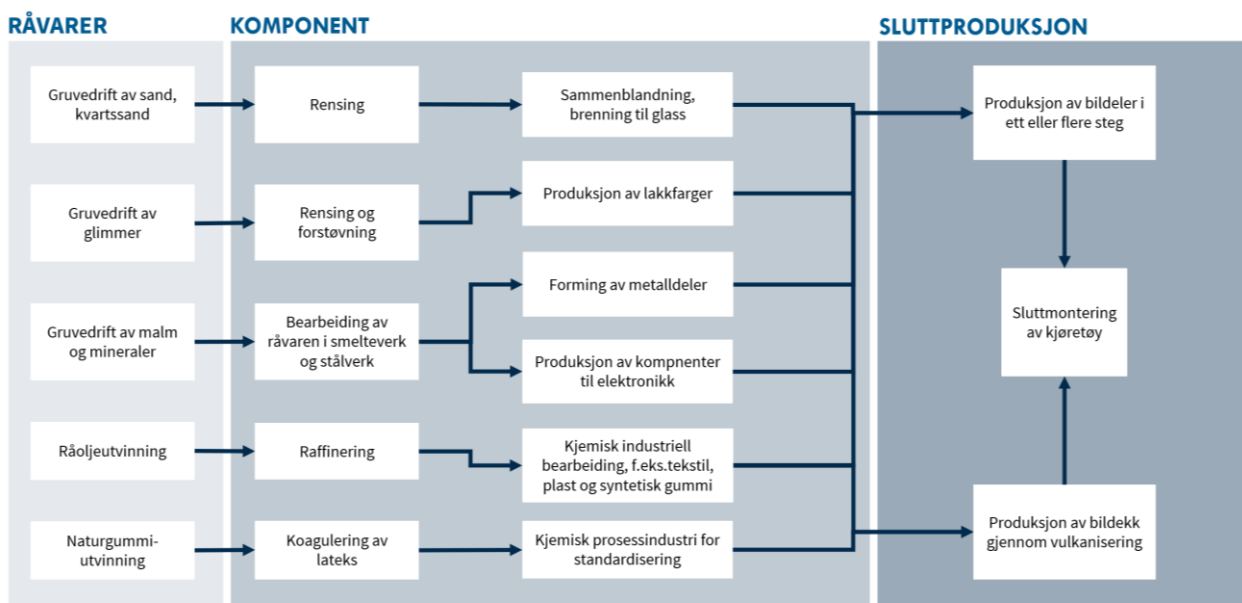 RÅVARER
KOMPONENT
SLUTTPRODUKSJON
Gruvedrift av sand,
kvartssand
Rensing
Sammenblandning,
brenning til glass
Produksjon av bildeler i
ett eller flere steg
Gruvedrift av
glimmer
Rensing og
forstøvning
Produksjon av lakkfarger
Gruvedrift av malm
og mineraler
Bearbeiding av
råvaren i smelteverk
og stålverk
Forming av metalldeler
Produksjon av kompnenter
til elektronikk
Sluttmontering
av kjøretøy
Råoljeutvinning
Raffinering
Kjemisk industriell
bearbeiding, f.eks.tekstil,
plast og syntetisk gummi
Naturgummi-
utvinning
Koagulering av
lateks
Kjemisk prosessindustri for
standardisering
Produksjon av bildekk
gjennom vulkanisering